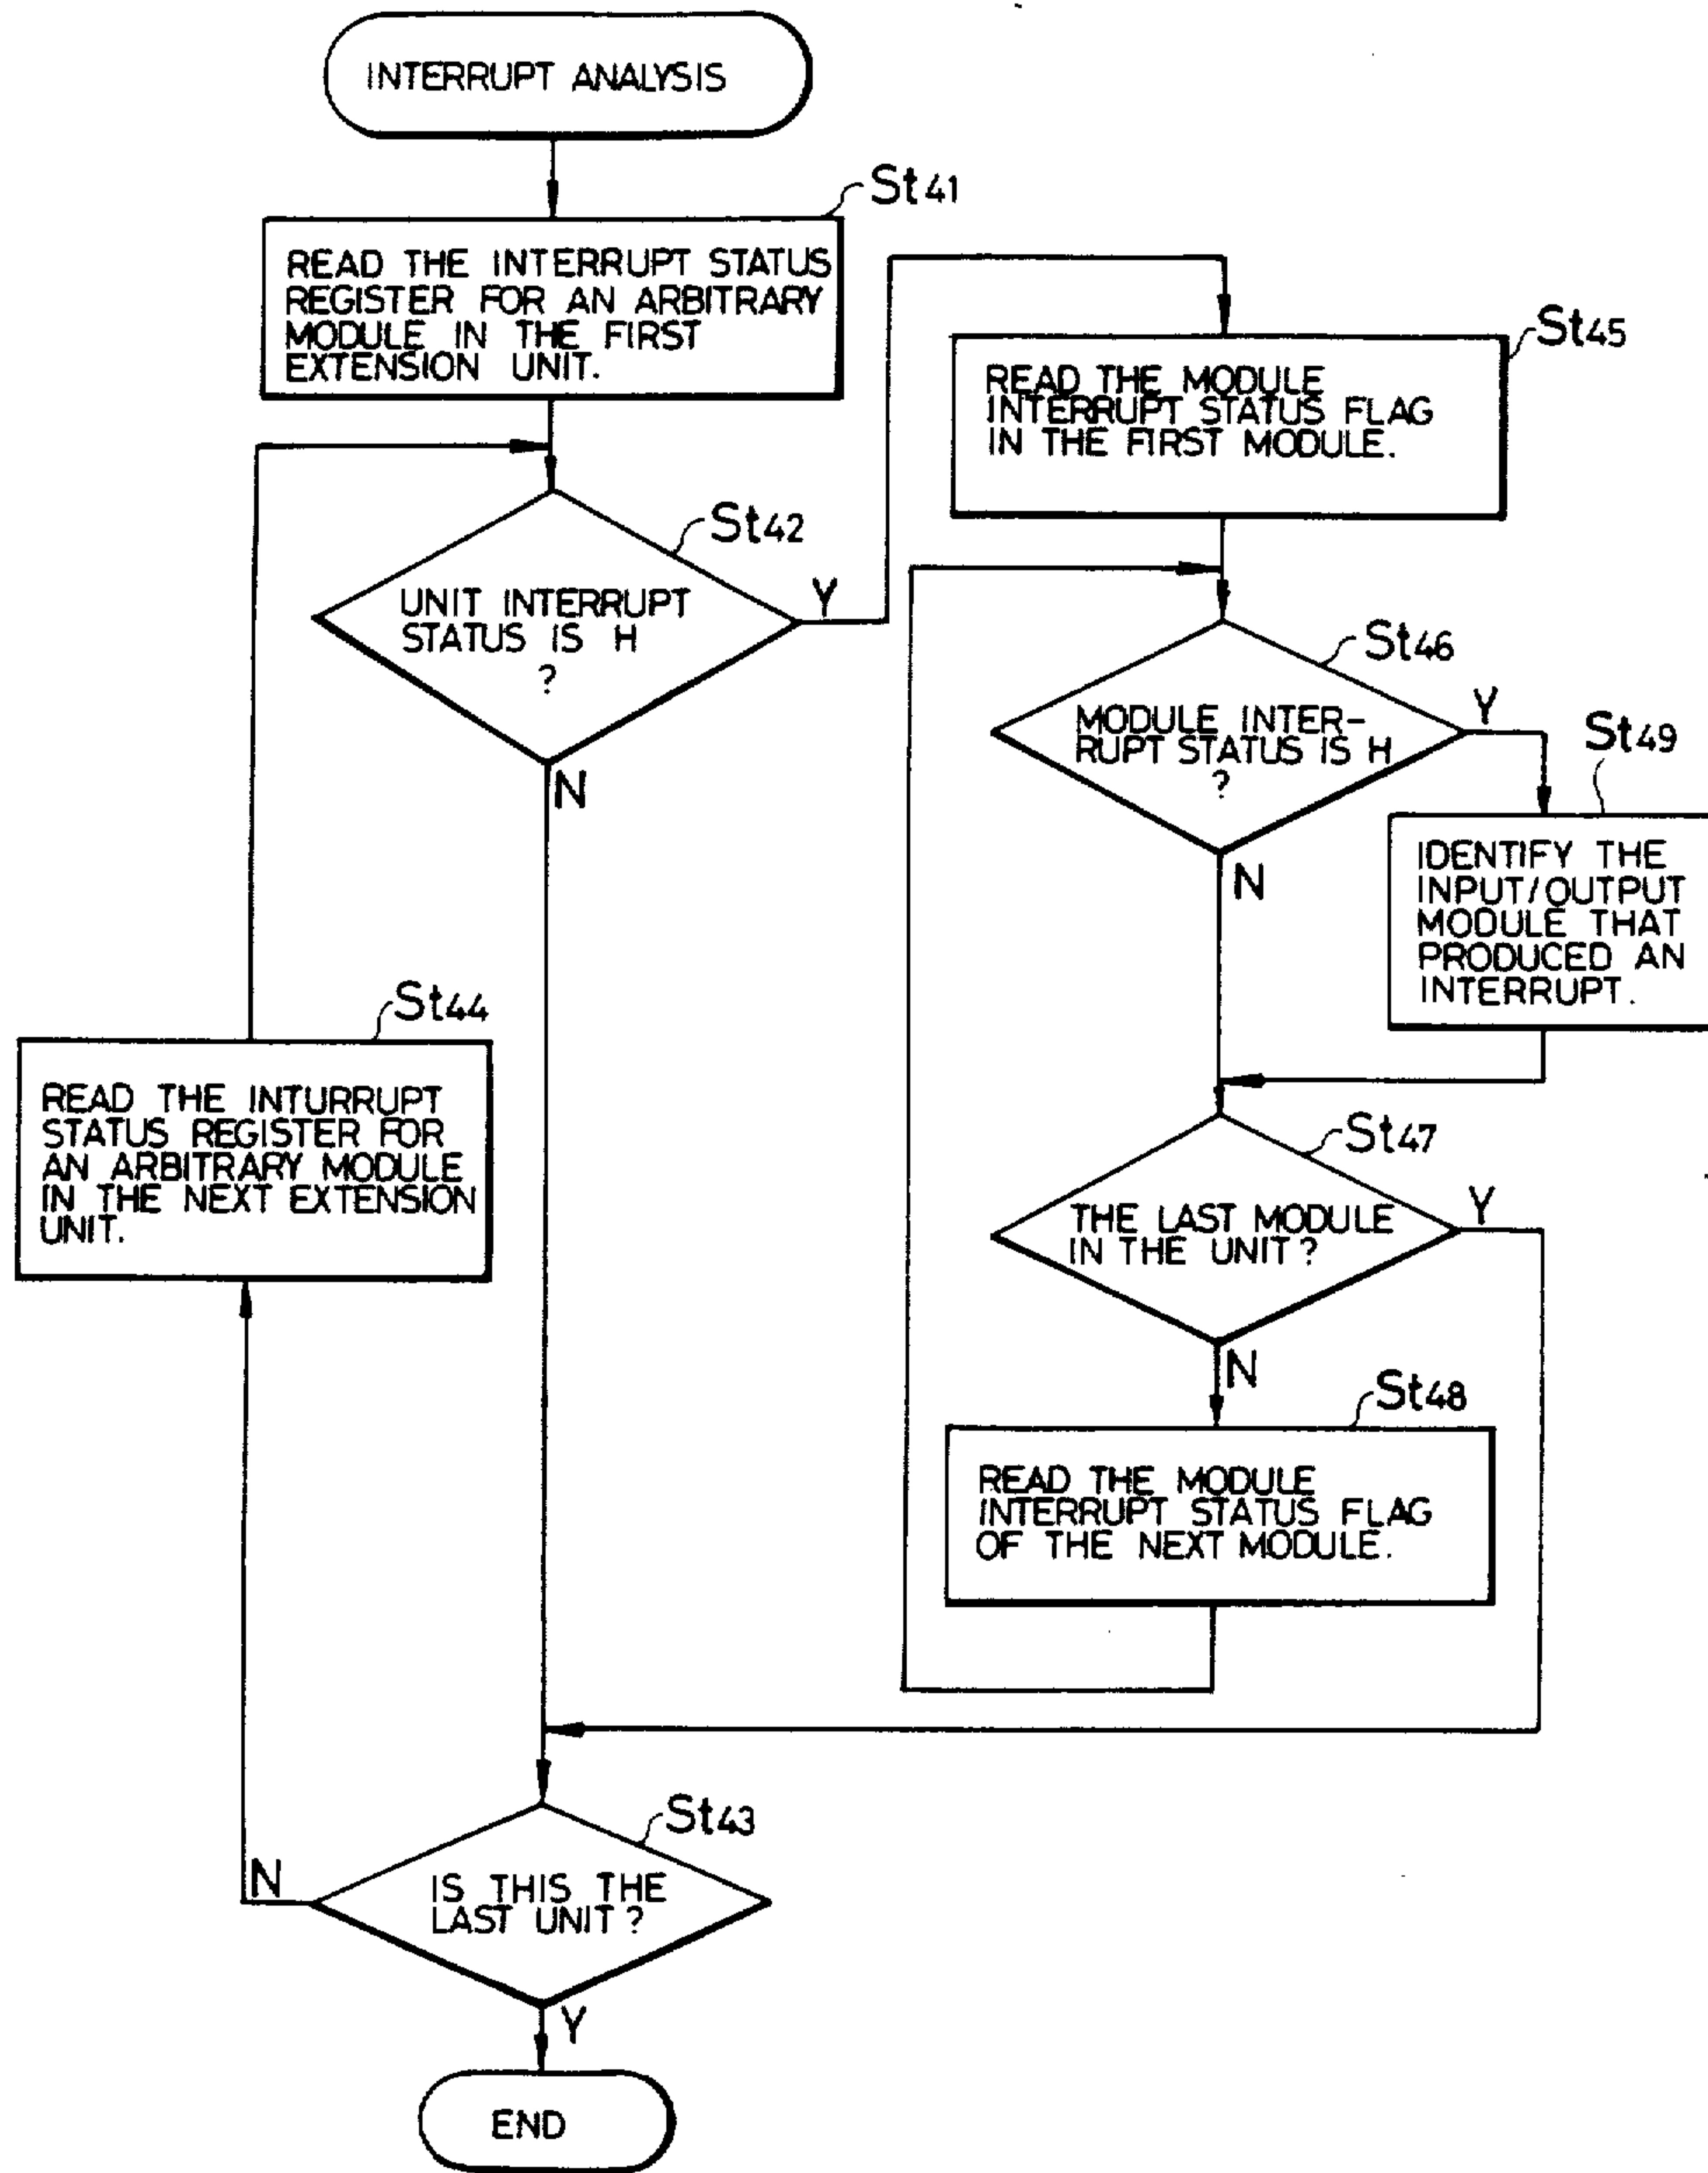 INTERRUPT ANALYSIS
St41
READ THE INTERRUPT STATUS
REGISTER FOR AN ARBITRARY
MODULE IN THE FIRST
EXTENSION UNIT.
St42
UNIT INTERRUPT
STATUS IS H
?
Y
N
St45
READ THE MODULE
INTERRUPT STATUS FLAG
IN THE FIRST MODULE.
St46
MODULE INTER-
RUPT STATUS IS H
?
Y
N
St49
IDENTIFY THE
INPUT/OUTPUT
MODULE THAT
PRODUCED AN
INTERRUPT.
St44
READ THE INTURRUPT
STATUS REGISTER FOR
AN ARBITRARY MODULE
IN THE NEXT EXTENSION
UNIT.
St47
THE LAST MODULE
IN THE UNIT?
Y
N
St48
READ THE MODULE
INTERRUPT STATUS FLAG
OF THE NEXT MODULE.
St43
IS THIS THE
LAST UNIT?
N
Y
END